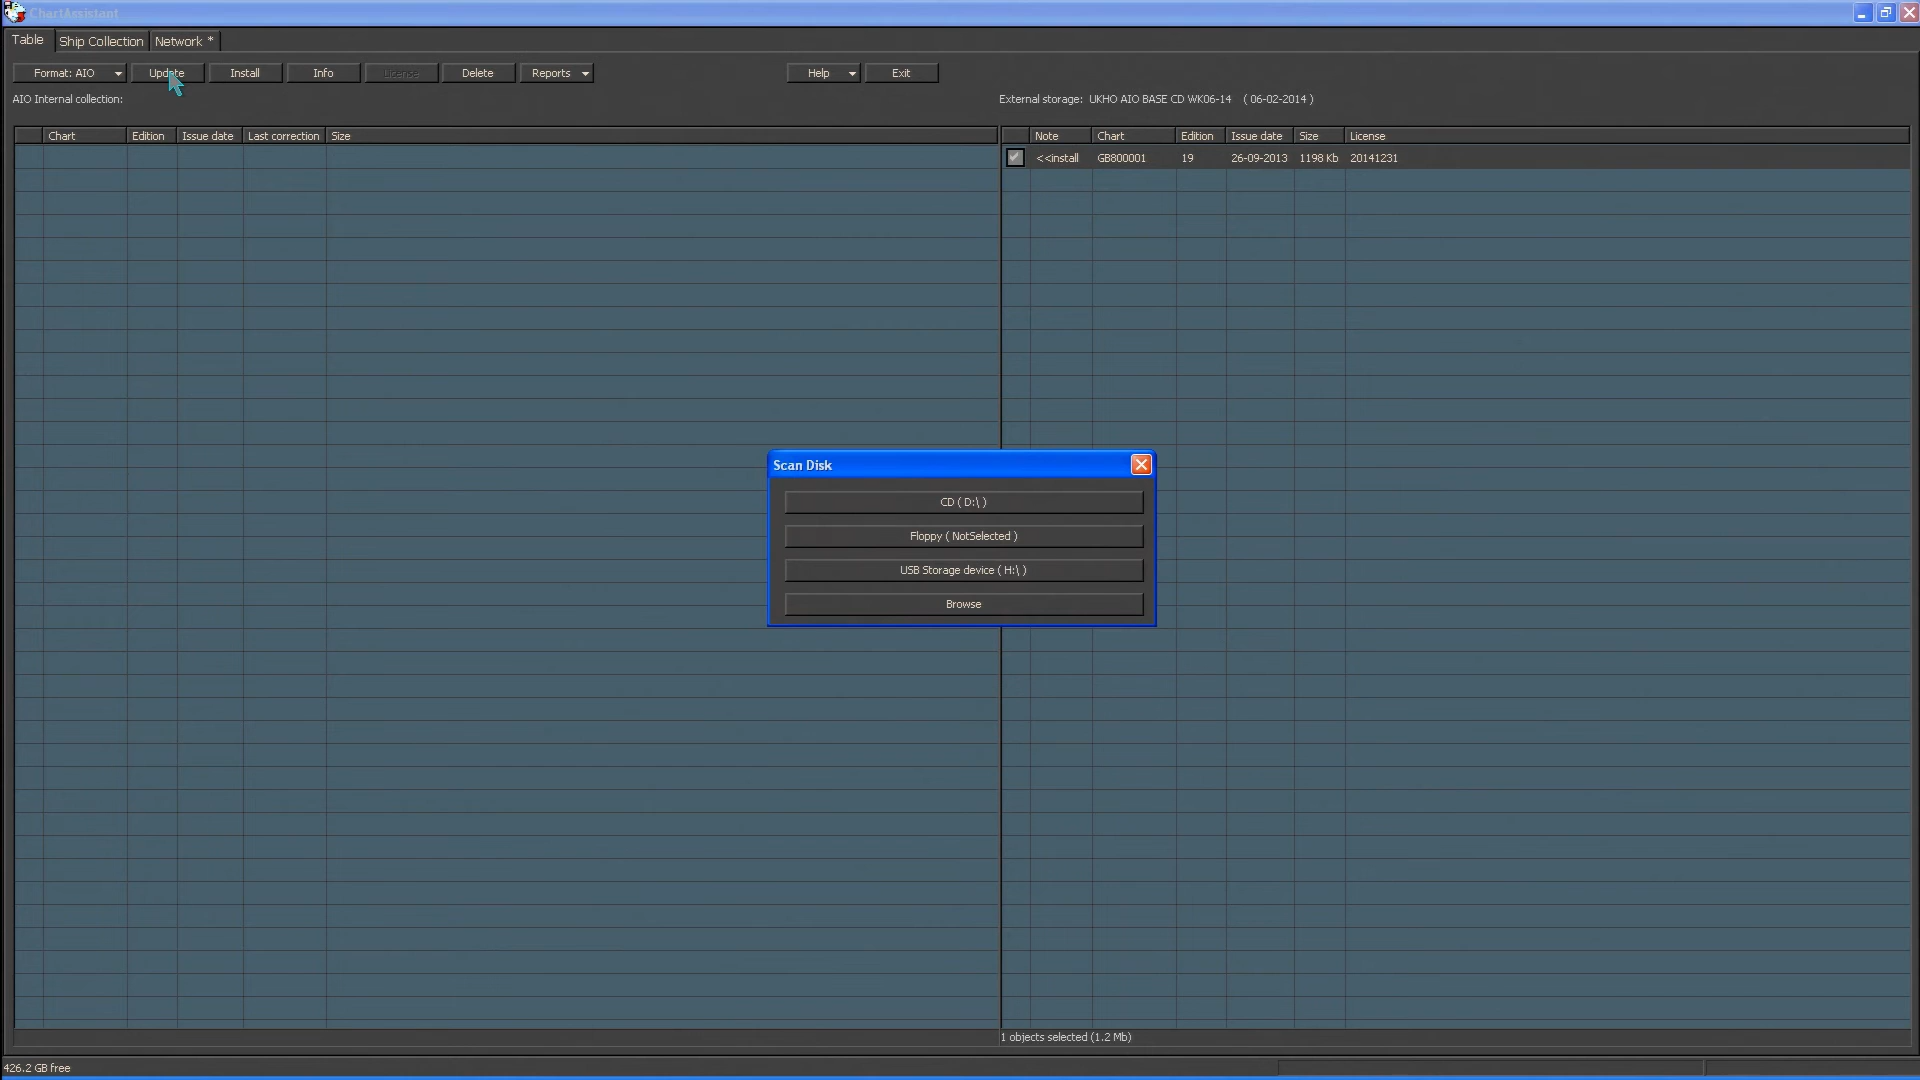 ChartAssistant
Table Ship Collection Network *
Format: AIO Update Install Info License Delete Reports Help Exit
AIO Internal collection: External storage: UKHO AIO BASE CD WK06-14 ( 06-02-2014 )
Chart Edition Issue date Last correction Size Note Chart Edition Issue date Size License
<<install GB800001 19 26-09-2013 1198 Kb 20141231
Scan Disk
CD ( D:\ )
Floppy ( NotSelected )
USB Storage device ( H:\ )
Browse
1 objects selected (1.2 Mb)
426.2 GB free